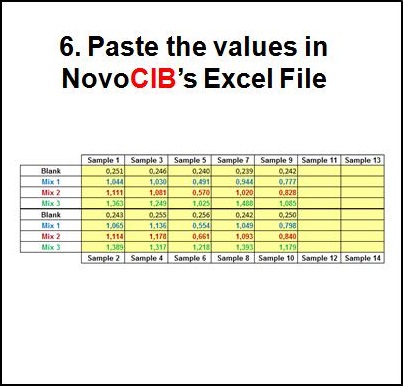 6. Paste the values in
NovoCIB's Excel File
Sample 1 Sample 3 Sample 5 Sample 7 Sample 9 Sample 11 Sample 13
Blank 0,251 0,246 0,240 0,239 0,242
Mix 1 1,044 1,030 0,491 0,944 0,777
Mix 2 1,111 1,081 0,570 1,020 0,828
Mix 3 1,363 1,249 1,025 1,488 1,085
Blank 0,243 0,255 0,256 0,242 0,250
Mix 1 1,065 1,136 0,554 1,049 0,798
Mix 2 1,114 1,178 0,661 1,093 0,840
Mix 3 1,389 1,317 1,218 1,393 1,179
Sample 2 Sample 4 Sample 6 Sample 8 Sample 10 Sample 12 Sample 14